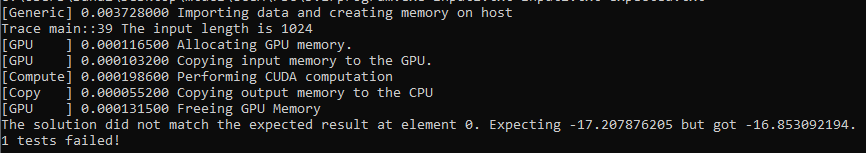 [Generic] 0.003728000 Importing data and creating memory on host
Trace main::39 The input length is 1024
[GPU    ] 0.000116500 Allocating GPU memory.
[GPU    ] 0.000103200 Copying input memory to the GPU.
[Compute] 0.000198600 Performing CUDA computation
[Copy   ] 0.000055200 Copying output memory to the CPU
[GPU    ] 0.000131500 Freeing GPU Memory
The solution did not match the expected result at element 0. Expecting -17.207876205 but got -16.853092194.
1 tests failed!